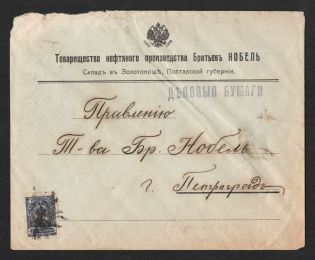 Товарищество нефтяного производства Братьевъ НОБЕЛЬ
Складъ въ Золотоношѣ, Полтавской губерніи.
ДѢЛОВЫЯ БУМАГИ
Правленію
Т-ва Бр. Нобель
г. Петроградъ